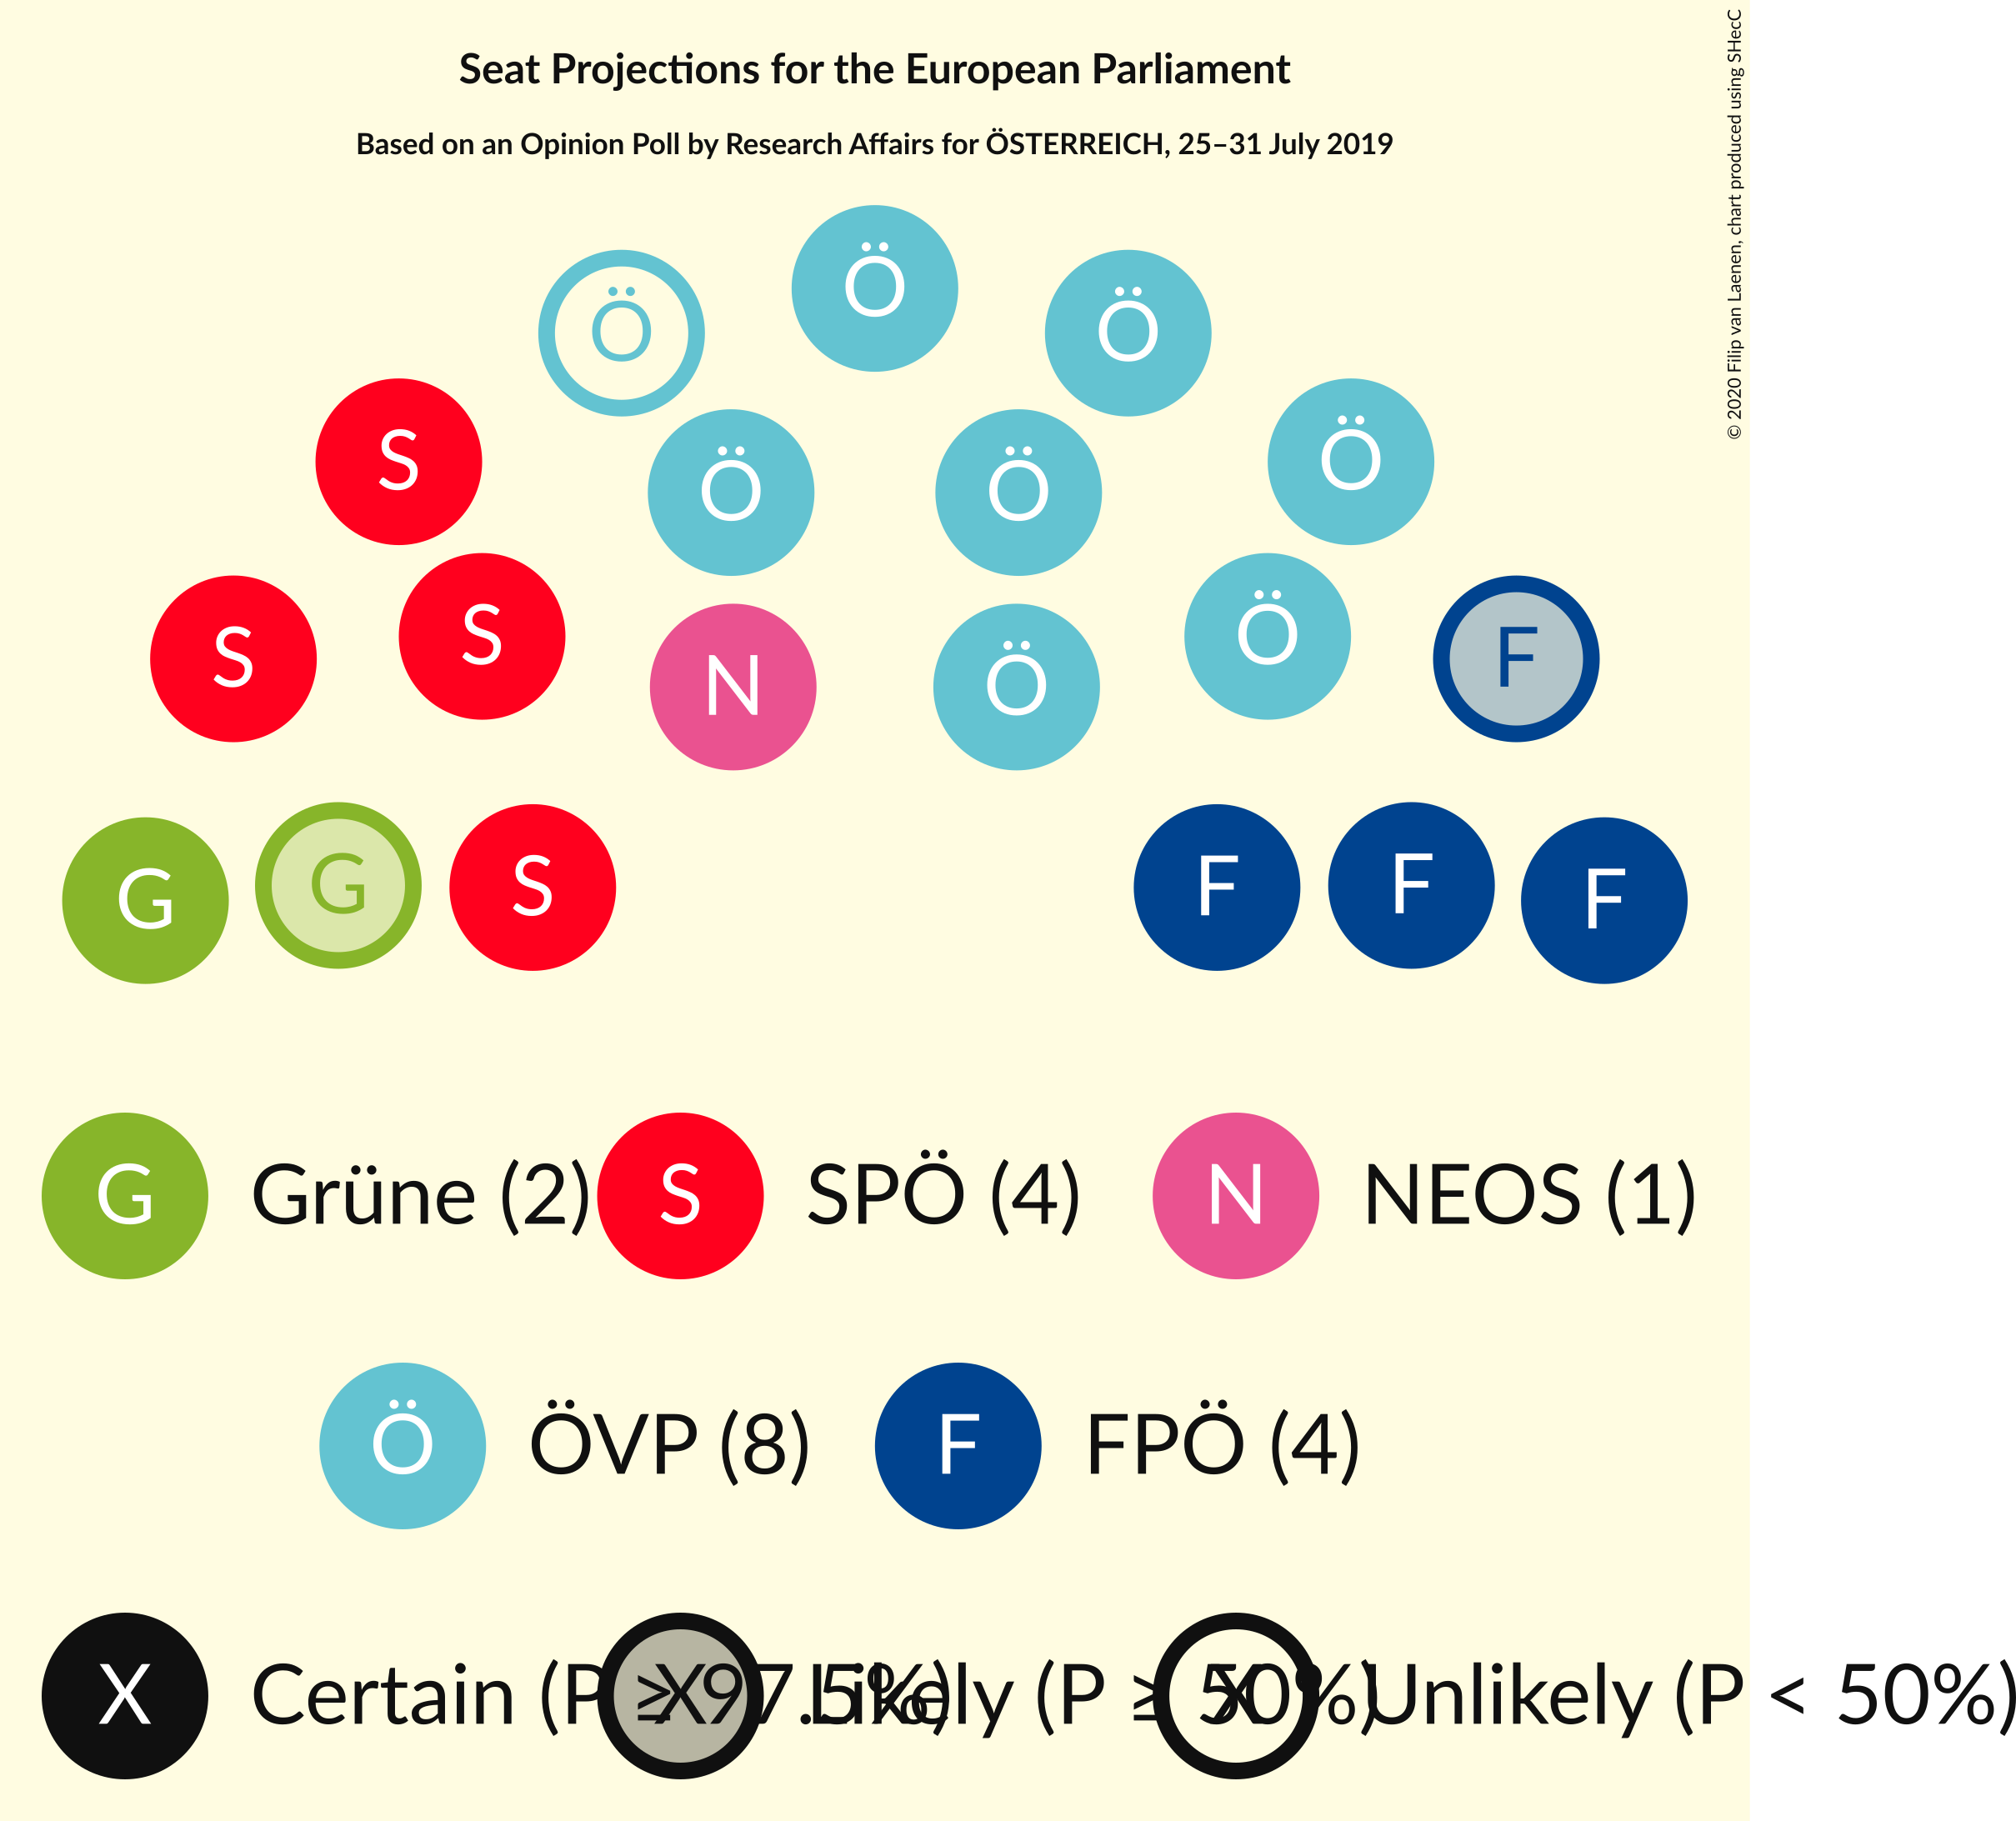 Seat Projections for the European Parliament
Based on an Opinion Poll by Research Affairs for ÖSTERREICH, 25–31 July 2019
© 2020 Filip van Laenen, chart produced using SHecC
Ö
Ö Ö
S Ö
Ö Ö
S S Ö F
N Ö
G G S F F F
G Grüne (2) S SPÖ (4) N NEOS (1)
Ö ÖVP (8) F FPÖ (4)
X Certain (P ≥ 97.5%) X Likely (P ≥ 50%) X Unlikely (P < 50%)